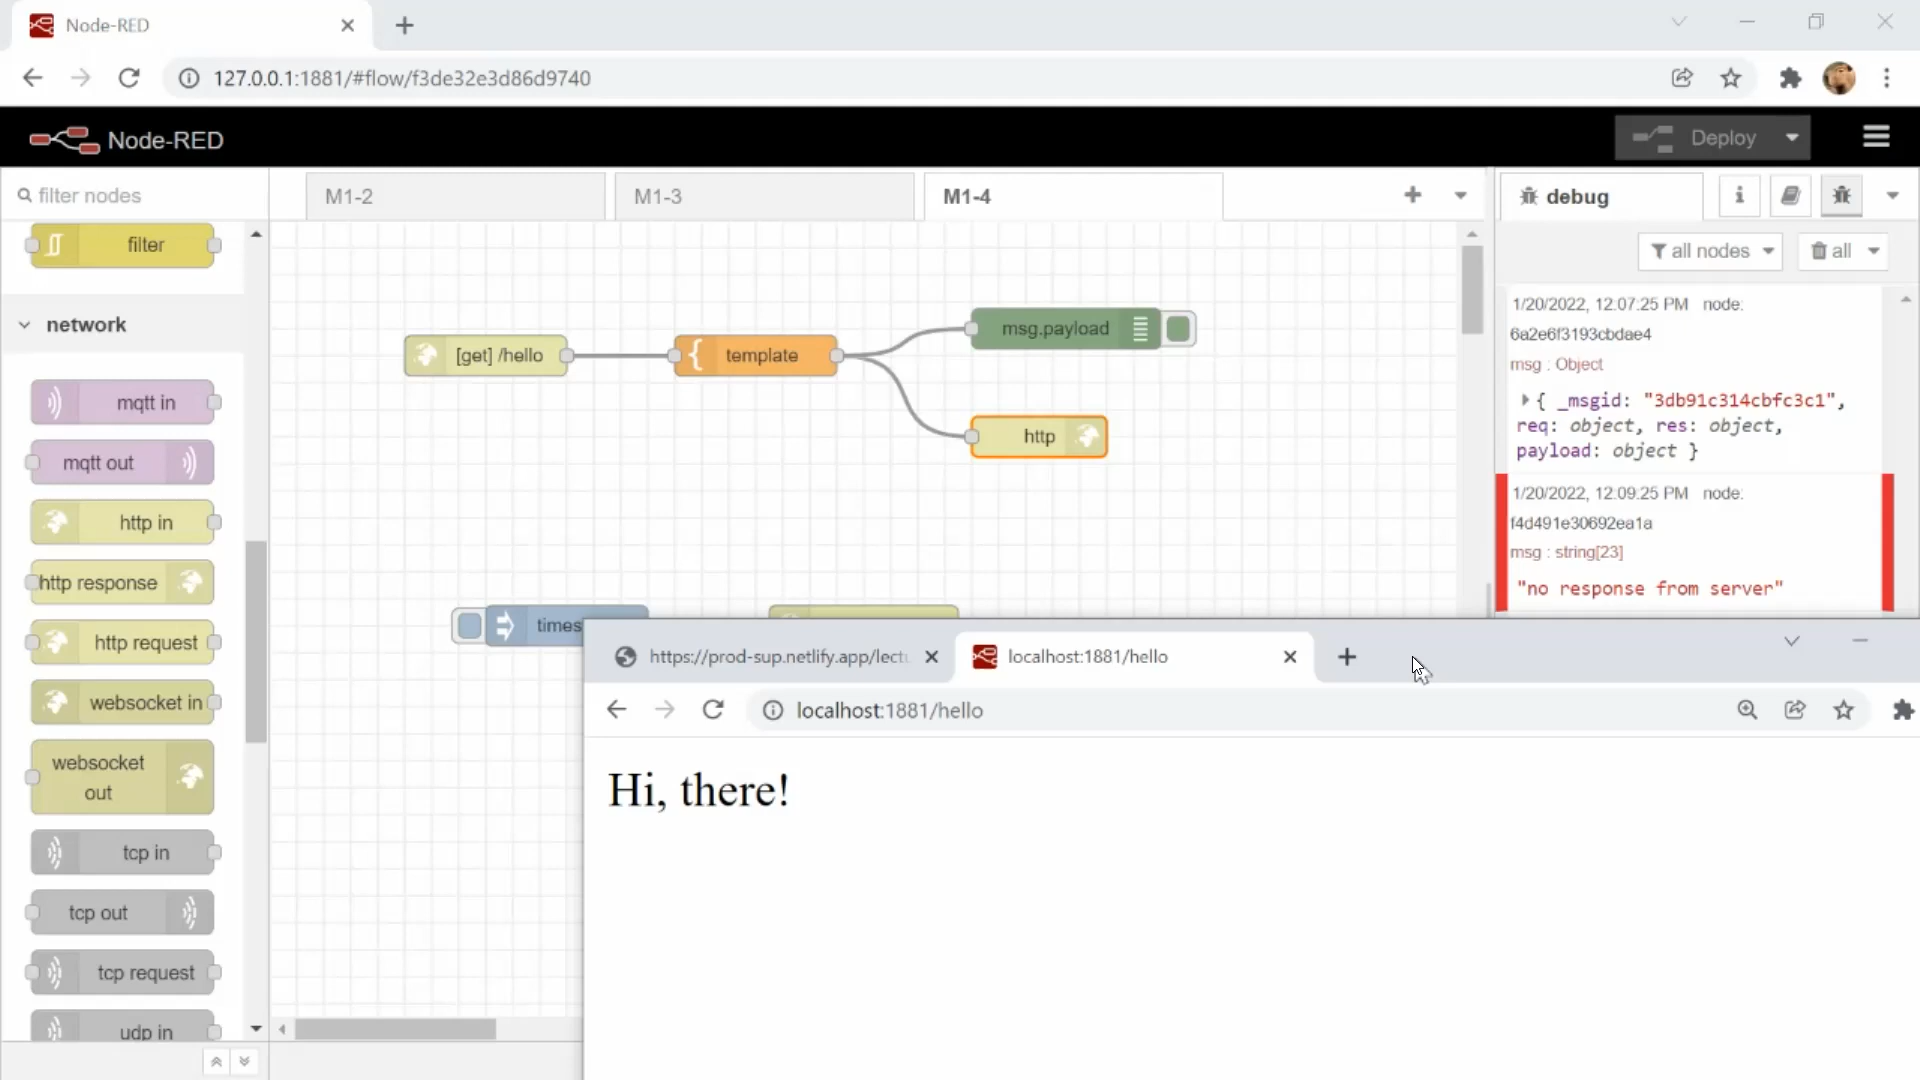 Node-RED
127.0.0.1:1881/#flow/f3de32e3d86d9740
Node-RED
Deploy
filter nodes
M1-2
M1-3
M1-4
debug
i
filter
all nodes
all
network
mqtt in
mqtt out
http in
http response
http request
websocket in
websocket
out
tcp in
tcp out
tcp request
udp in
[get] /hello
template
msg.payload
http
times
1/20/2022, 12:07:25 PM node:
6a2e6f3193cbdae4
msg : Object
{ _msgid: "3db91c314cbfc3c1",
req: object, res: object,
payload: object }
1/20/2022, 12:09:25 PM node:
f4d491e30692ea1a
msg : string[23]
"no response from server"
https://prod-sup.netlify.app/lectu
localhost:1881/hello
localhost:1881/hello
Hi, there!